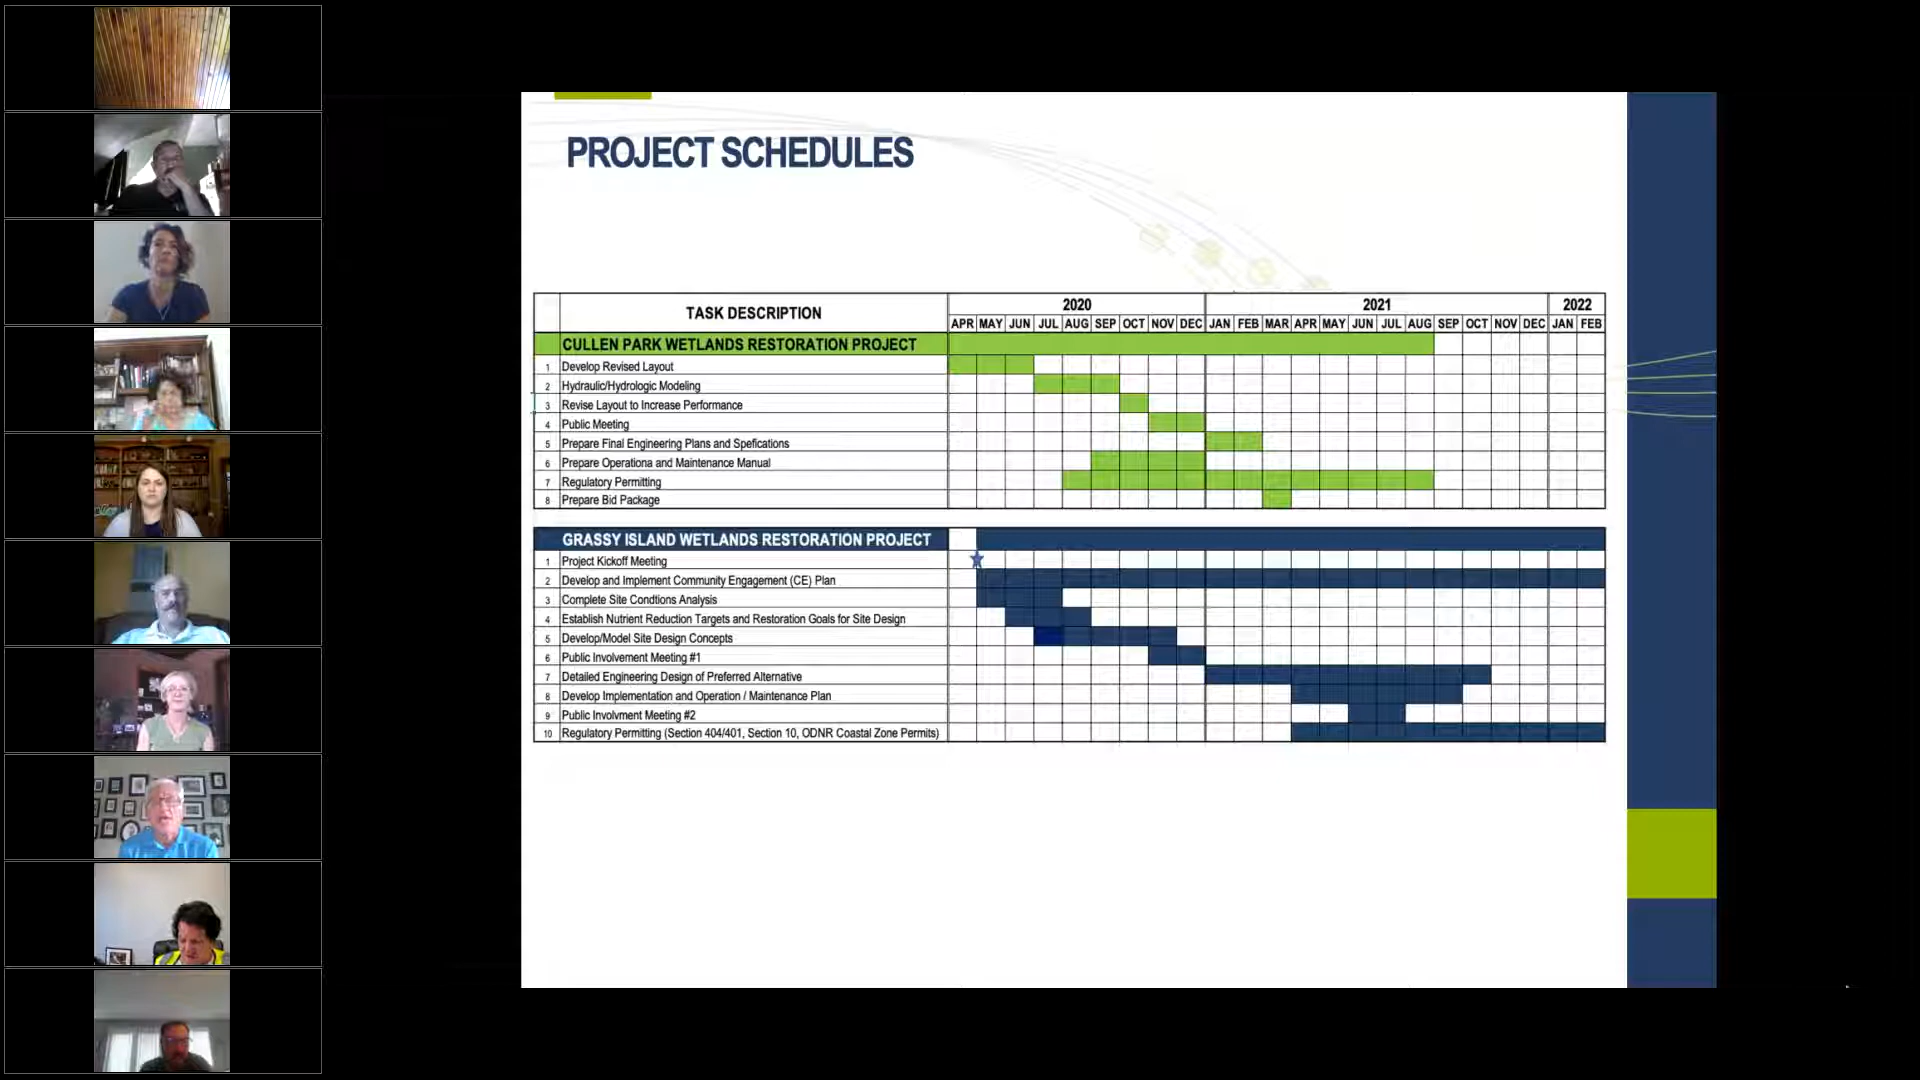 PROJECT SCHEDULES
TASK DESCRIPTION 2020 2021 2022
APR MAY JUN JUL AUG SEP OCT NOV DEC JAN FEB MAR APR MAY JUN JUL AUG SEP OCT NOV DEC JAN FEB
CULLEN PARK WETLANDS RESTORATION PROJECT
1 Develop Revised Layout
2 Hydraulic/Hydrologic Modeling
3 Revise Layout to Increase Performance
4 Public Meeting
5 Prepare Final Engineering Plans and Spefications
6 Prepare Operationa and Maintenance Manual
7 Regulatory Permitting
8 Prepare Bid Package
GRASSY ISLAND WETLANDS RESTORATION PROJECT
1 Project Kickoff Meeting
2 Develop and Implement Community Engagement (CE) Plan
3 Complete Site Condtions Analysis
4 Establish Nutrient Reduction Targets and Restoration Goals for Site Design
5 Develop/Model Site Design Concepts
6 Public Involvement Meeting #1
7 Detailed Engineering Design of Preferred Alternative
8 Develop Implementation and Operation / Maintenance Plan
9 Public Involvment Meeting #2
10 Regulatory Permitting (Section 404/401, Section 10, ODNR Coastal Zone Permits)